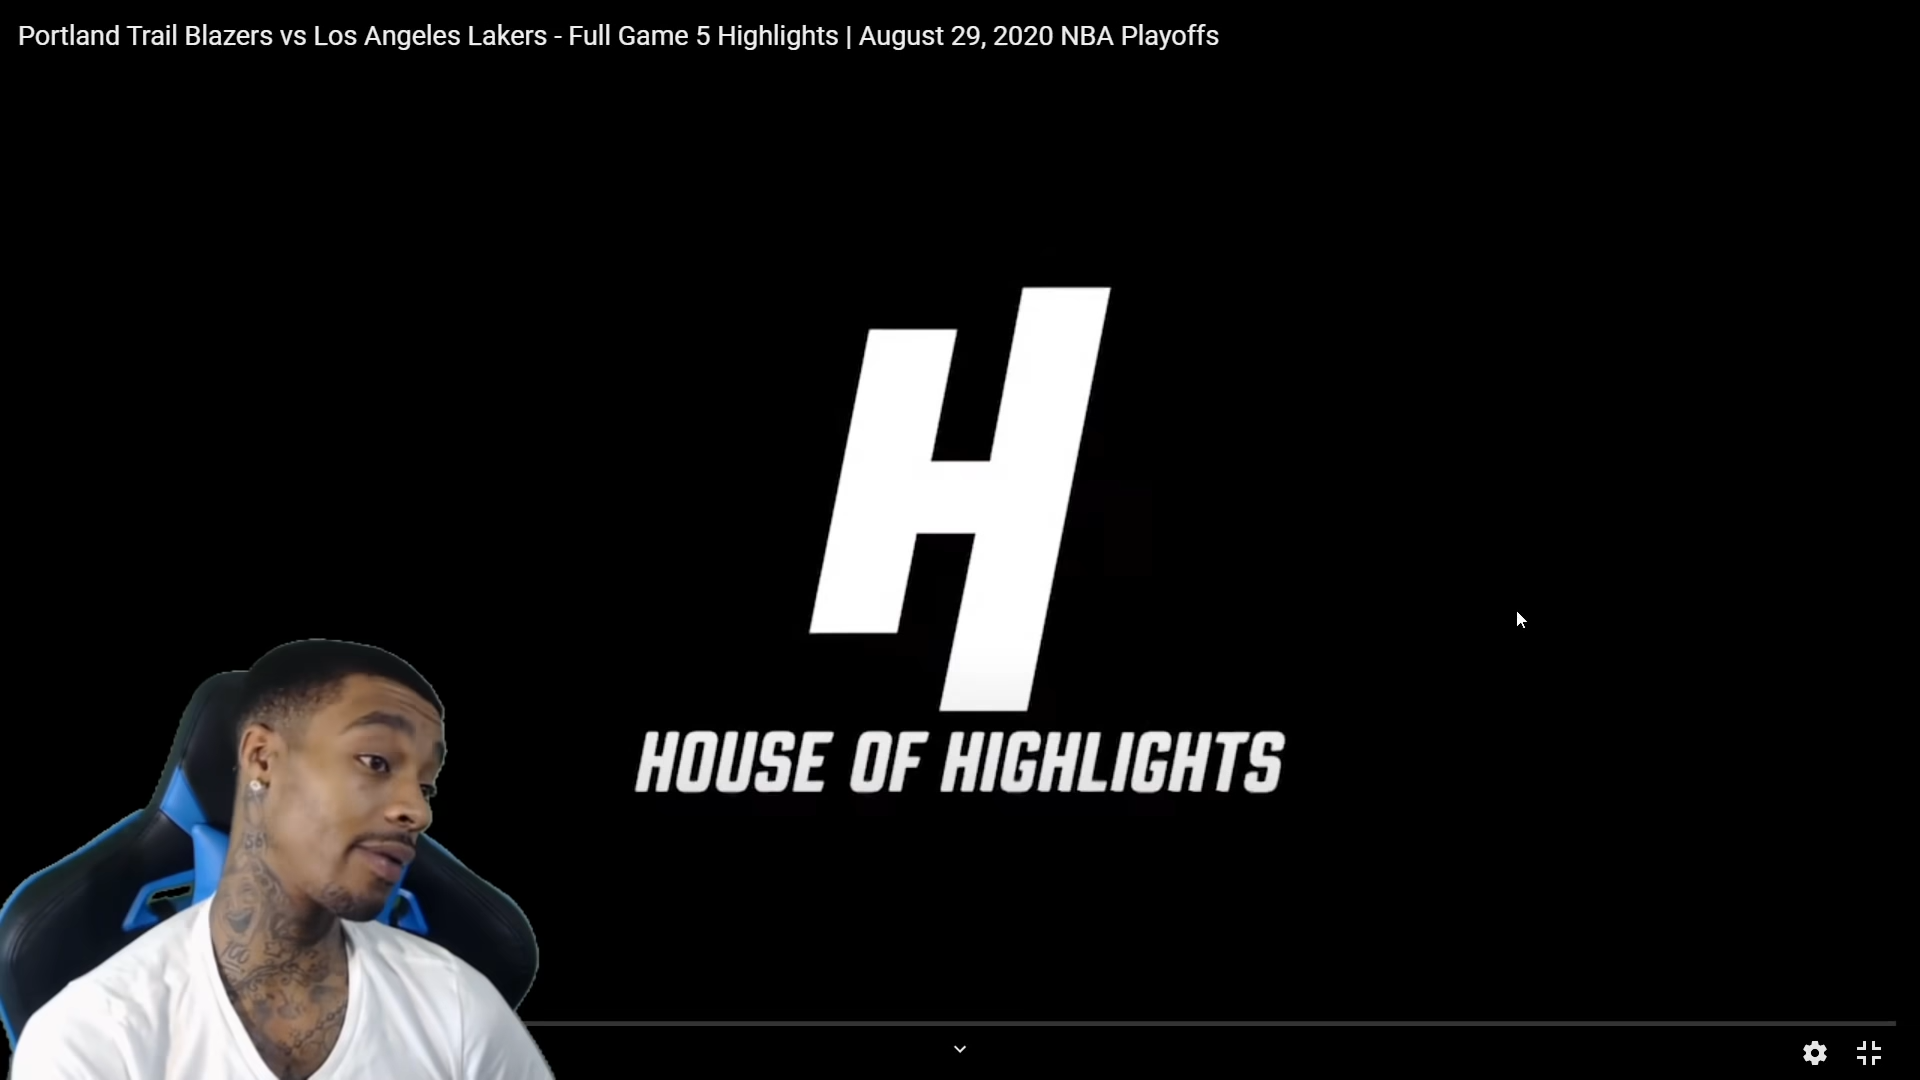 Portland Trail Blazers vs Los Angeles Lakers - Full Game 5 Highlights | August 29, 2020 NBA Playoffs
H
HOUSE OF HIGHLIGHTS